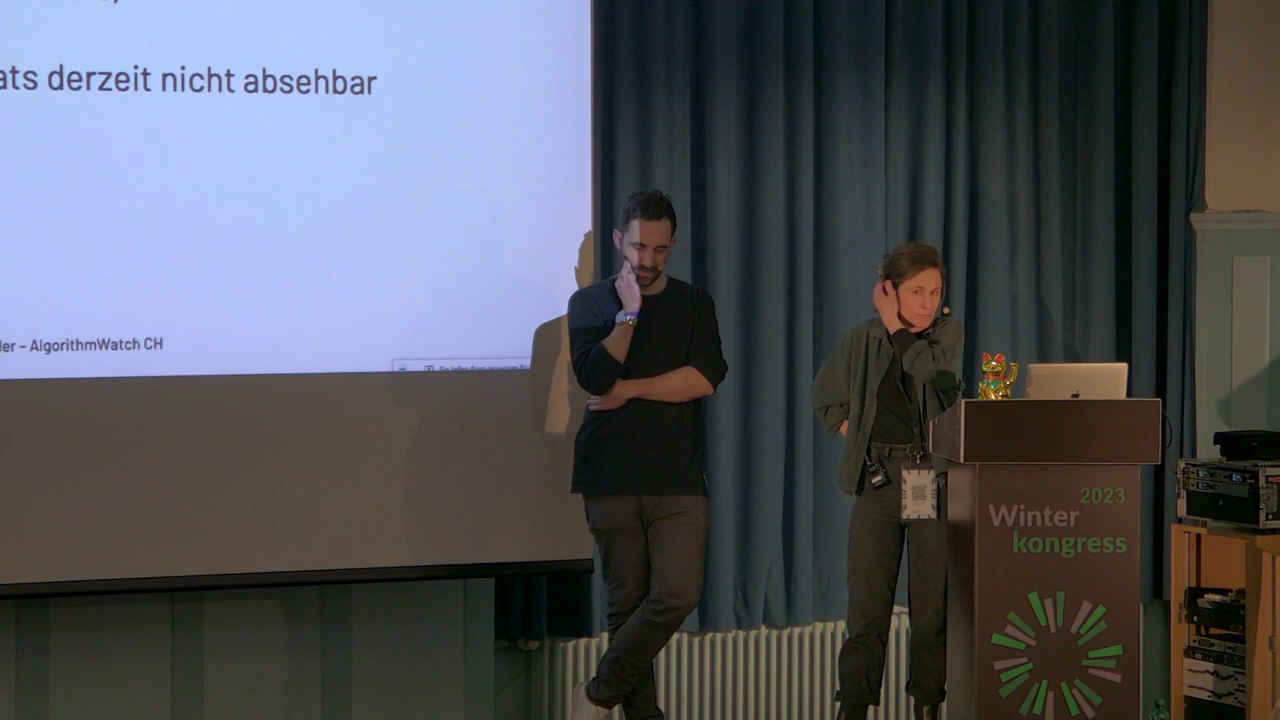 ats derzeit nicht absehbar
ler – AlgorithmWatch CH
2023
Winter
kongress